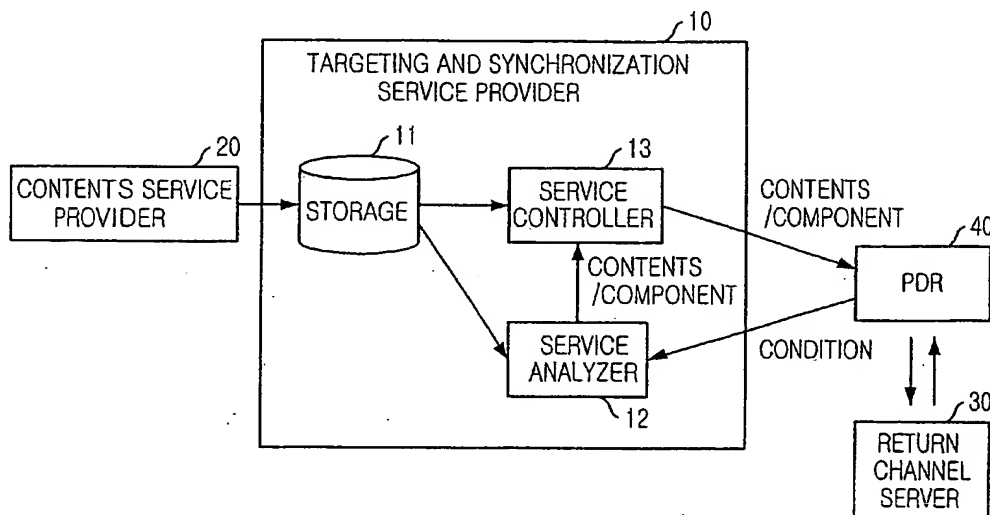 10
TARGETING AND SYNCHRONIZATION
SERVICE PROVIDER
20
CONTENTS SERVICE
PROVIDER
11
STORAGE
13
SERVICE
CONTROLLER
CONTENTS
/COMPONENT
40
PDR
CONTENTS
/COMPONENT
SERVICE
ANALYZER
12
CONDITION
30
RETURN
CHANNEL
SERVER